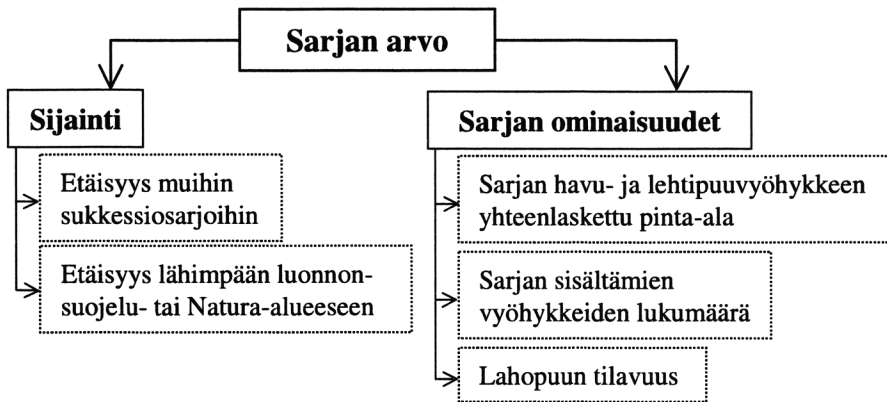 Sarjan arvo
Sijainti
Etäisyys muihin
sukkessiosarjoihin
Etäisyys lähimpään luonnon-
suojelu- tai Natura-alueeseen
Sarjan ominaisuudet
Sarjan havu- ja lehtipuuvyöhykkeen
yhteenlaskettu pinta-ala
Sarjan sisältämien
vyöhykkeiden lukumäärä
Lahopuun tilavuus